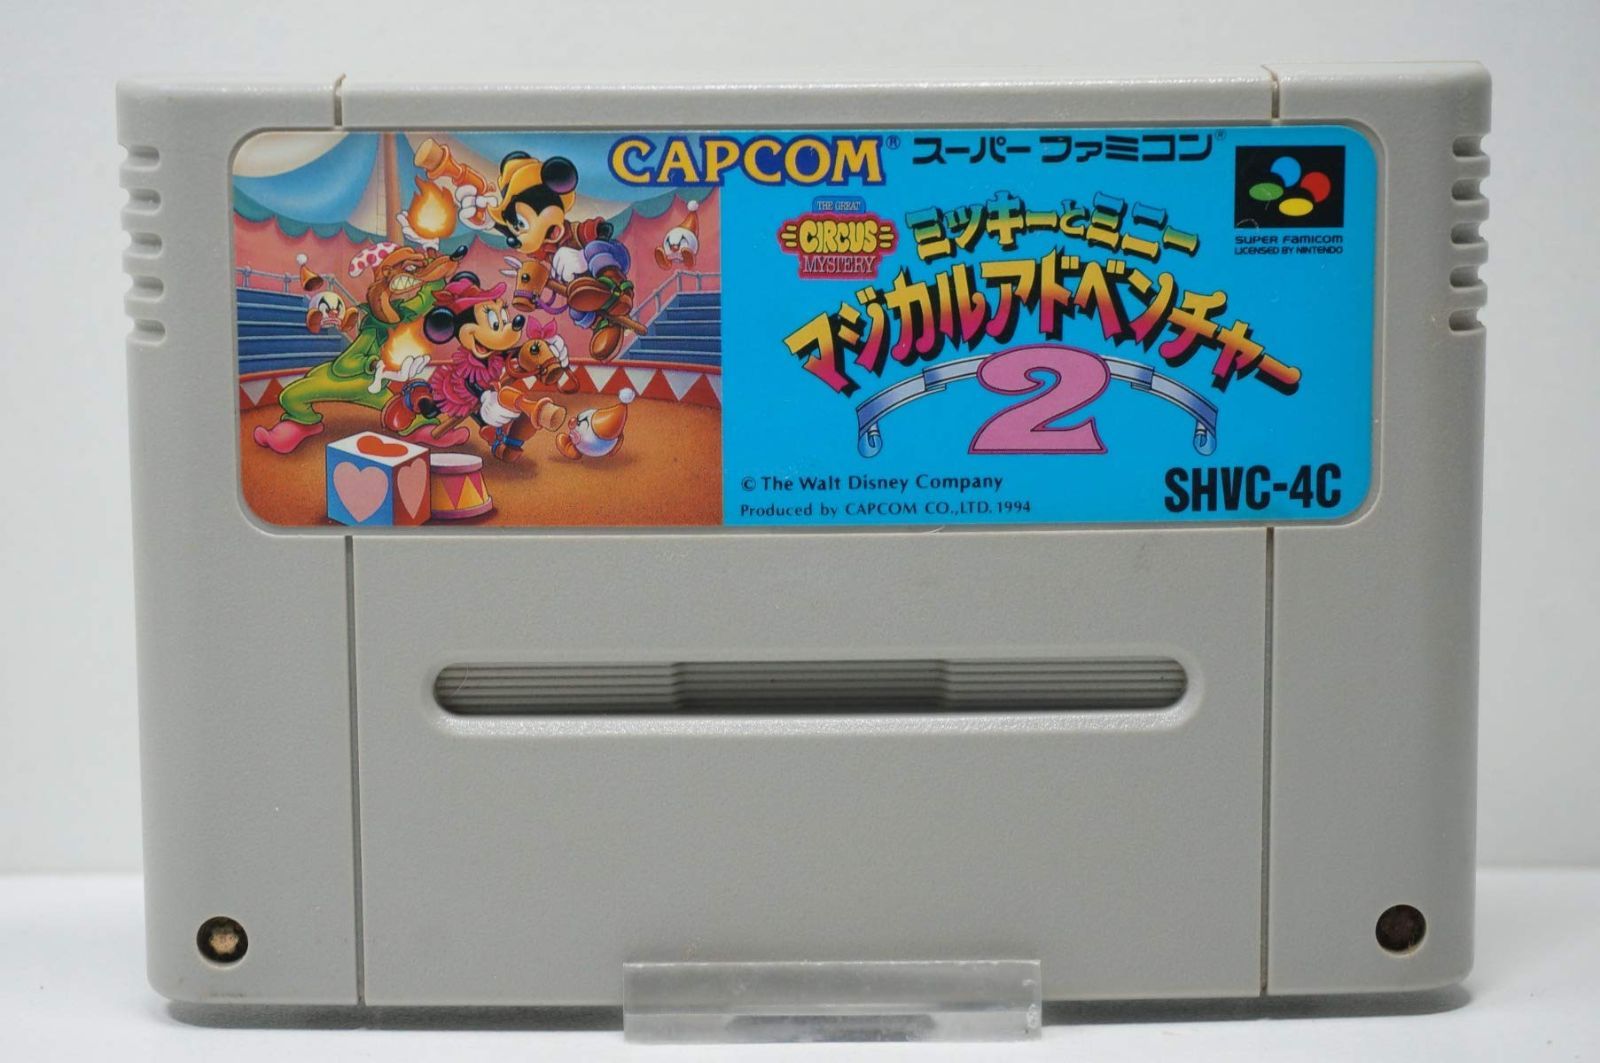 CAPCOM® スーパーファミコン®
THE GREAT
CIRCUS
MYSTERY
ミッキーとミニー
マジカルアドベンチャー
2
SUPER FAMICOM
LICENSED BY NINTENDO
© The Walt Disney Company
Produced by CAPCOM CO.,LTD. 1994
SHVC-4C